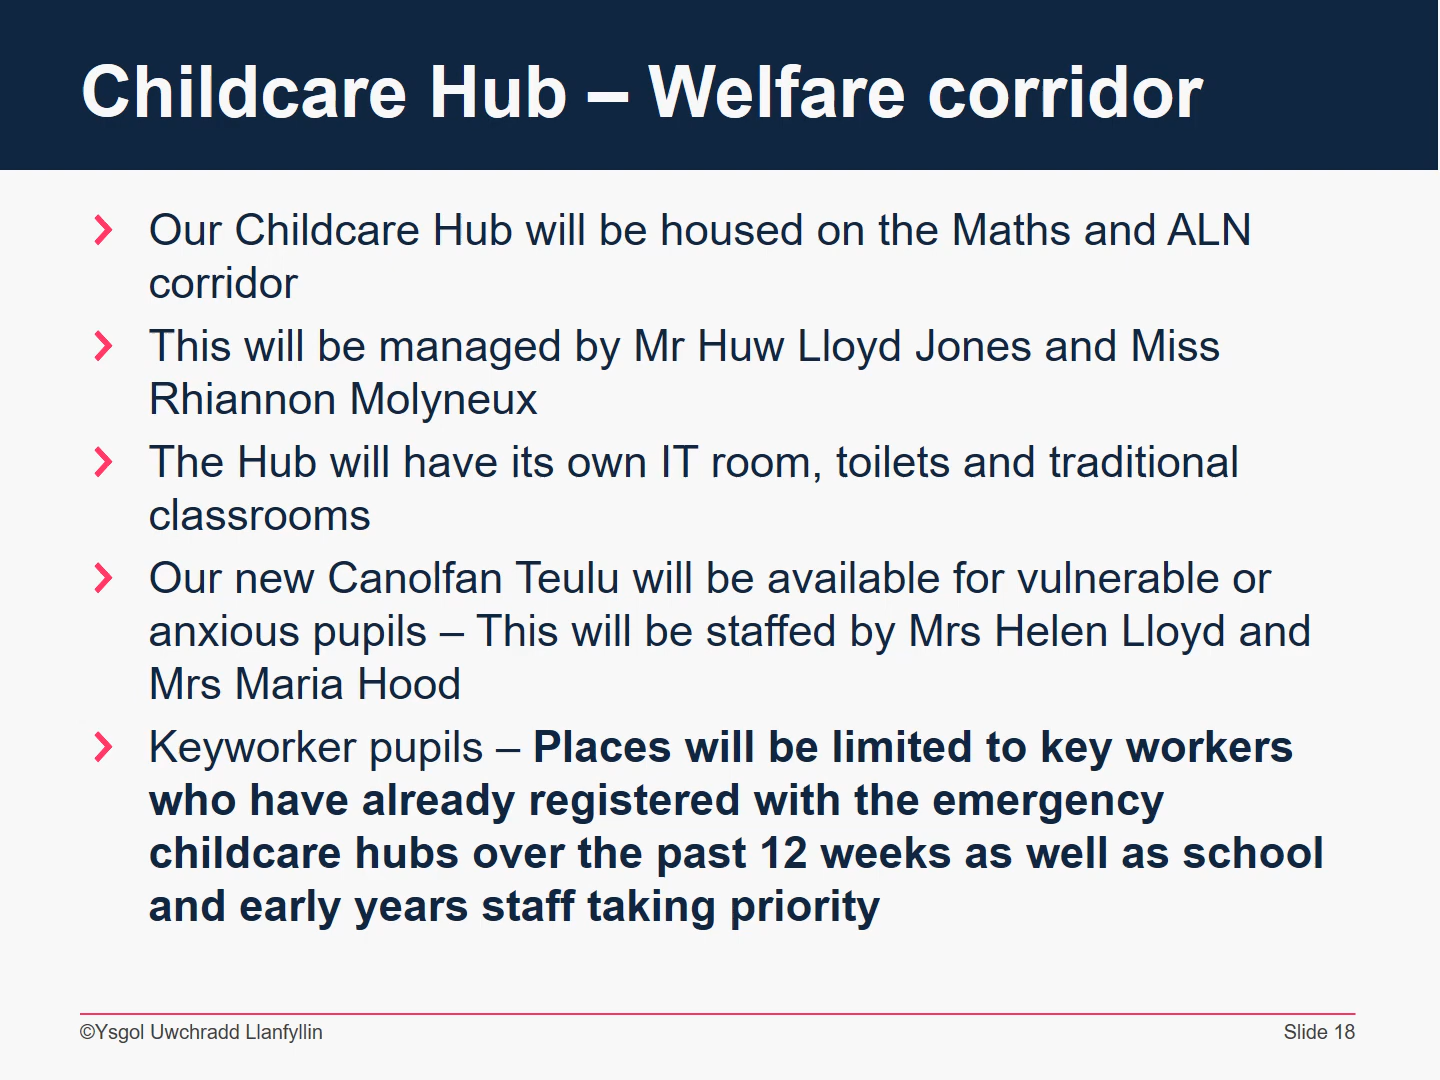 Childcare Hub – Welfare corridor
Our Childcare Hub will be housed on the Maths and ALN
corridor
This will be managed by Mr Huw Lloyd Jones and Miss
Rhiannon Molyneux
The Hub will have its own IT room, toilets and traditional
classrooms
Our new Canolfan Teulu will be available for vulnerable or
anxious pupils – This will be staffed by Mrs Helen Lloyd and
Mrs Maria Hood
Keyworker pupils – Places will be limited to key workers
who have already registered with the emergency
childcare hubs over the past 12 weeks as well as school
and early years staff taking priority
©Ysgol Uwchradd Llanfyllin
Slide 18